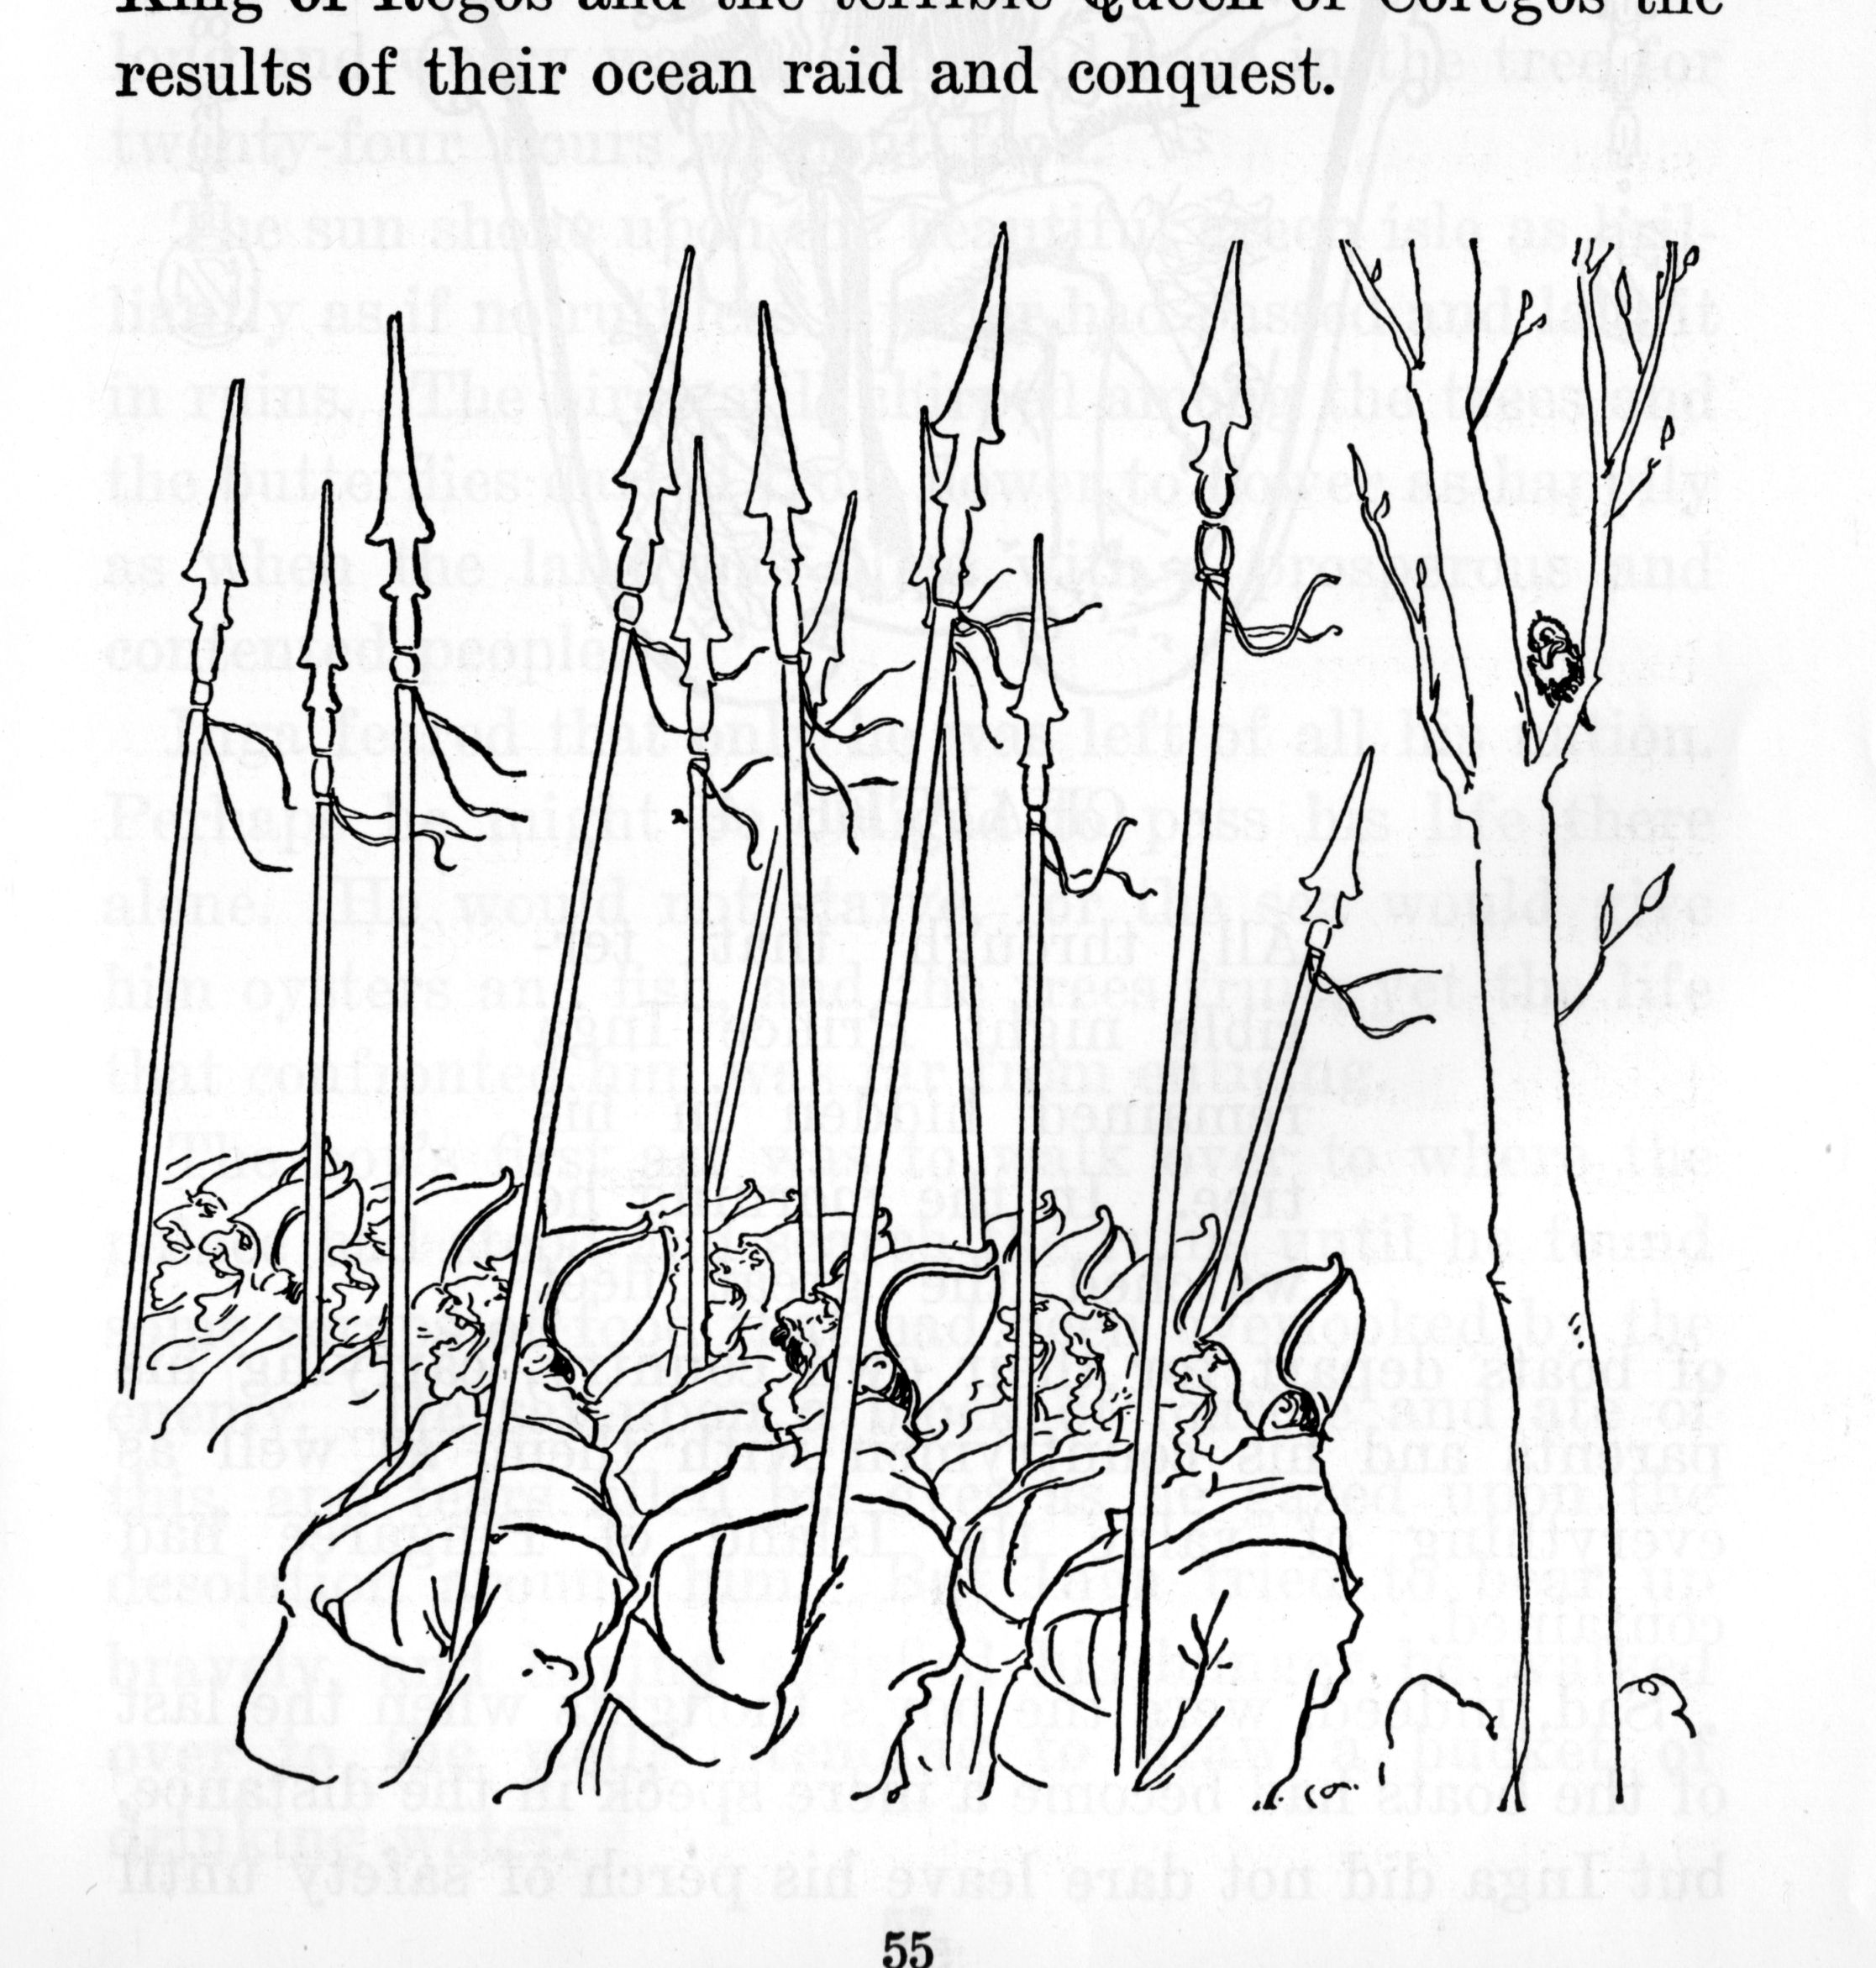 King of Regos and the terrible Queen of Coregos the
results of their ocean raid and conquest.
55